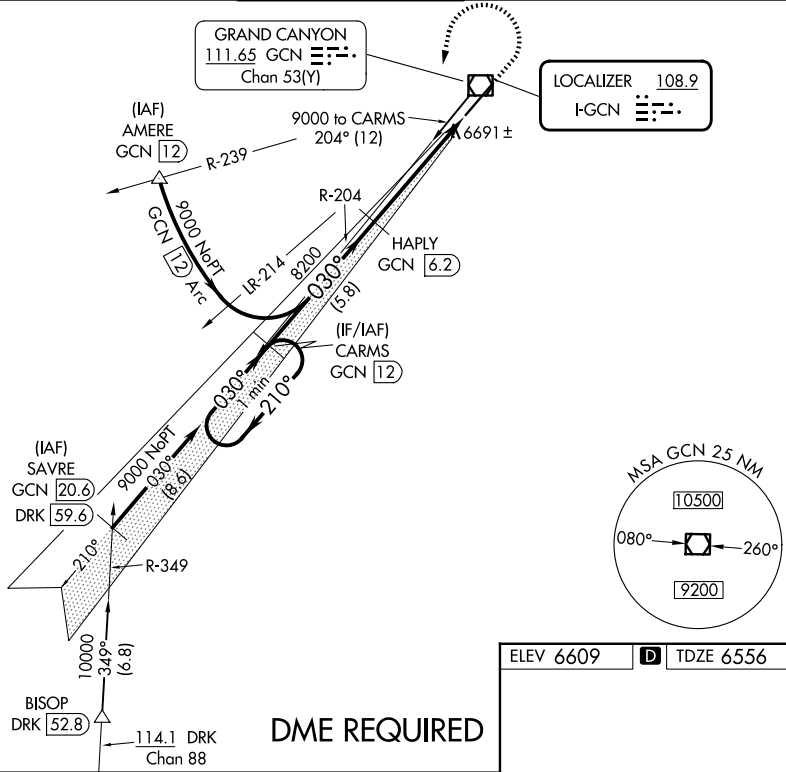 GRAND CANYON
111.65 GCN
Chan 53(Y)
LOCALIZER 108.9
I-GCN
(IAF)
AMERE
GCN 12
R-239
9000 to CARMS
204° (12)
6691±
R-204
9000 NoPT
GCN 12 Arc
LR-214
8200
030°
(5.8)
HAPLY
GCN 6.2
(IF/IAF)
CARMS
GCN 12
030°
1 min
210°
(IAF)
SAVRE
GCN 20.6
DRK 59.6
9000 NoPT
030°
(8.6)
210°
R-349
10000
349°
(6.8)
BISOP
DRK 52.8
114.1 DRK
Chan 88
DME REQUIRED
MSA GCN 25 NM
10500
080°
260°
9200
ELEV 6609 D TDZE 6556